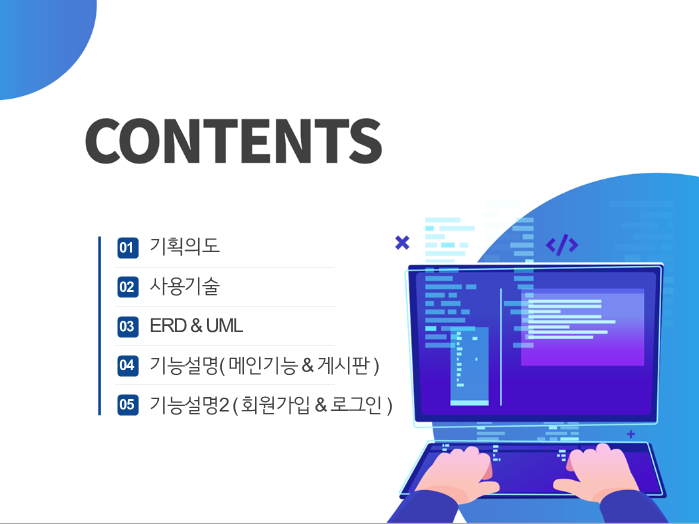 CONTENTS
01 기획의도
02 사용기술
03 ERD & UML
04 기능설명( 메인기능 & 게시판 )
05 기능설명2 ( 회원가입 & 로그인 )